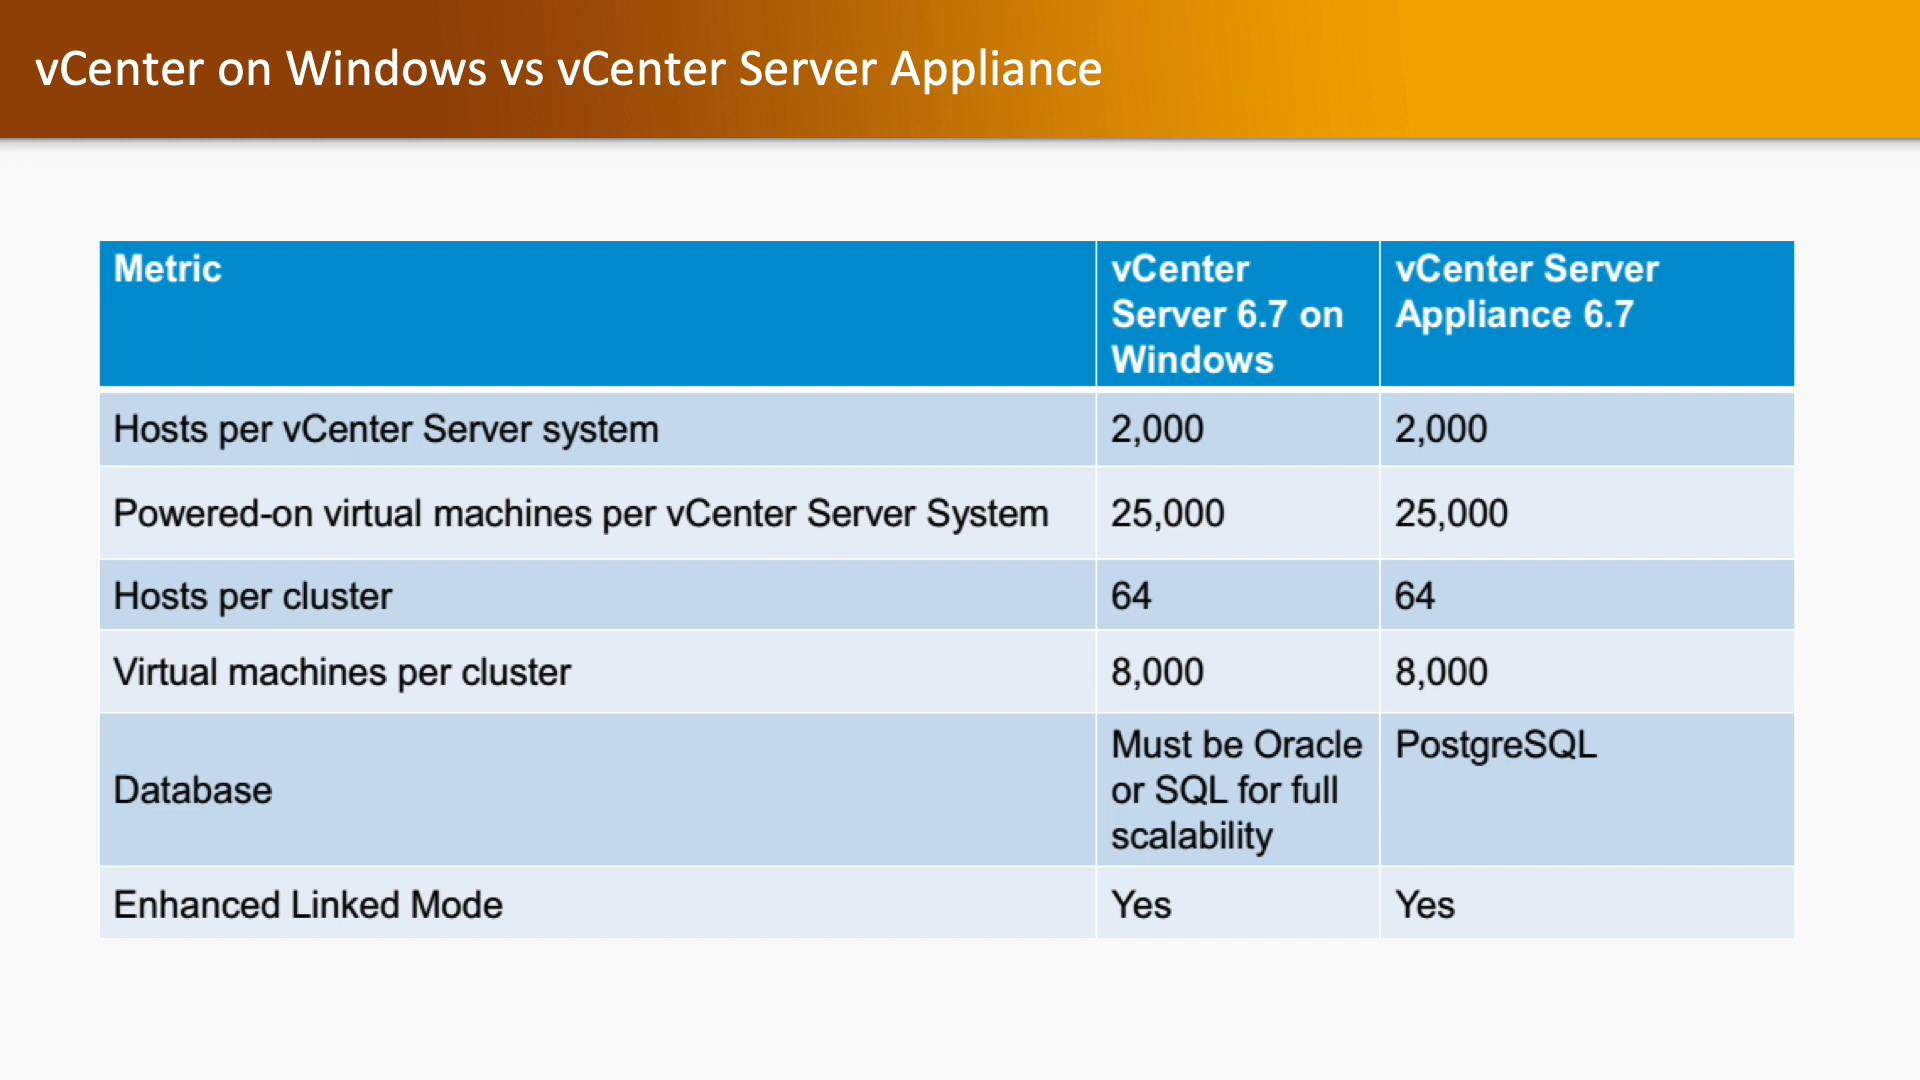 vCenter on Windows vs vCenter Server Appliance
Metric
vCenter
Server 6.7 on
Windows
vCenter Server
Appliance 6.7
Hosts per vCenter Server system
2,000
2,000
Powered-on virtual machines per vCenter Server System
25,000
25,000
Hosts per cluster
64
64
Virtual machines per cluster
8,000
8,000
Database
Must be Oracle
or SQL for full
scalability
PostgreSQL
Enhanced Linked Mode
Yes
Yes